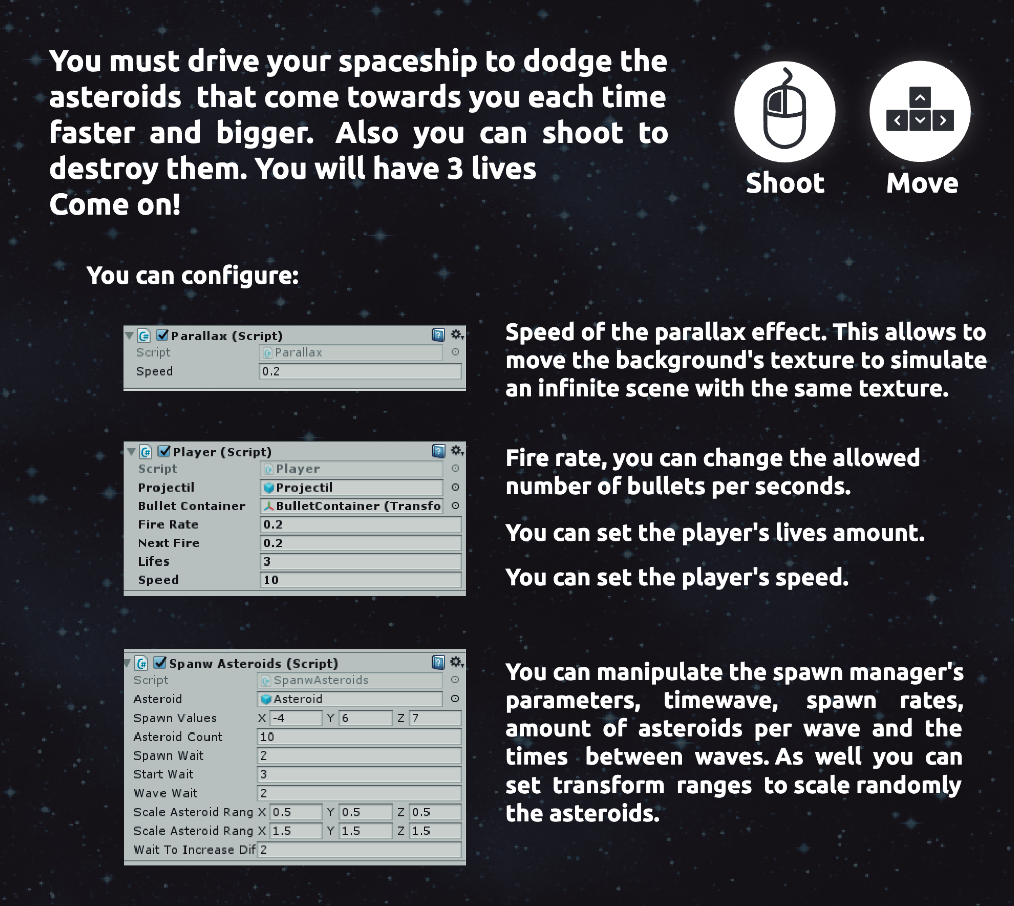 You must drive your spaceship to dodge the
asteroids that come towards you each time
faster and bigger. Also you can shoot to
destroy them. You will have 3 lives
Come on!
Shoot
Move
You can configure:
Parallax (Script)
Script Parallax
Speed 0.2
Speed of the parallax effect. This allows to
move the background's texture to simulate
an infinite scene with the same texture.
Player (Script)
Script Player
Projectil Projectil
Bullet Container BulletContainer (Transfo
Fire Rate 0.2
Next Fire 0.2
Lifes 3
Speed 10
Fire rate, you can change the allowed
number of bullets per seconds.
You can set the player's lives amount.
You can set the player's speed.
Spanw Asteroids (Script)
Script SpanwAsteroids
Asteroid Asteroid
Spawn Values X -4 Y 6 Z 7
Asteroid Count 10
Spawn Wait 2
Start Wait 3
Wave Wait 2
Scale Asteroid Rang X 0.5 Y 0.5 Z 0.5
Scale Asteroid Rang X 1.5 Y 1.5 Z 1.5
Wait To Increase Dif 2
You can manipulate the spawn manager's
parameters, timewave, spawn rates,
amount of asteroids per wave and the
times between waves. As well you can
set transform ranges to scale randomly
the asteroids.